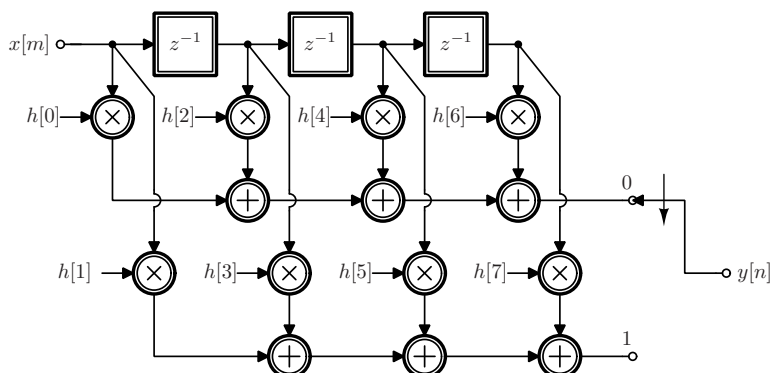 x[m] z⁻¹ z⁻¹ z⁻¹
h[0] h[2] h[4] h[6]
0
h[1] h[3] h[5] h[7] y[n]
1